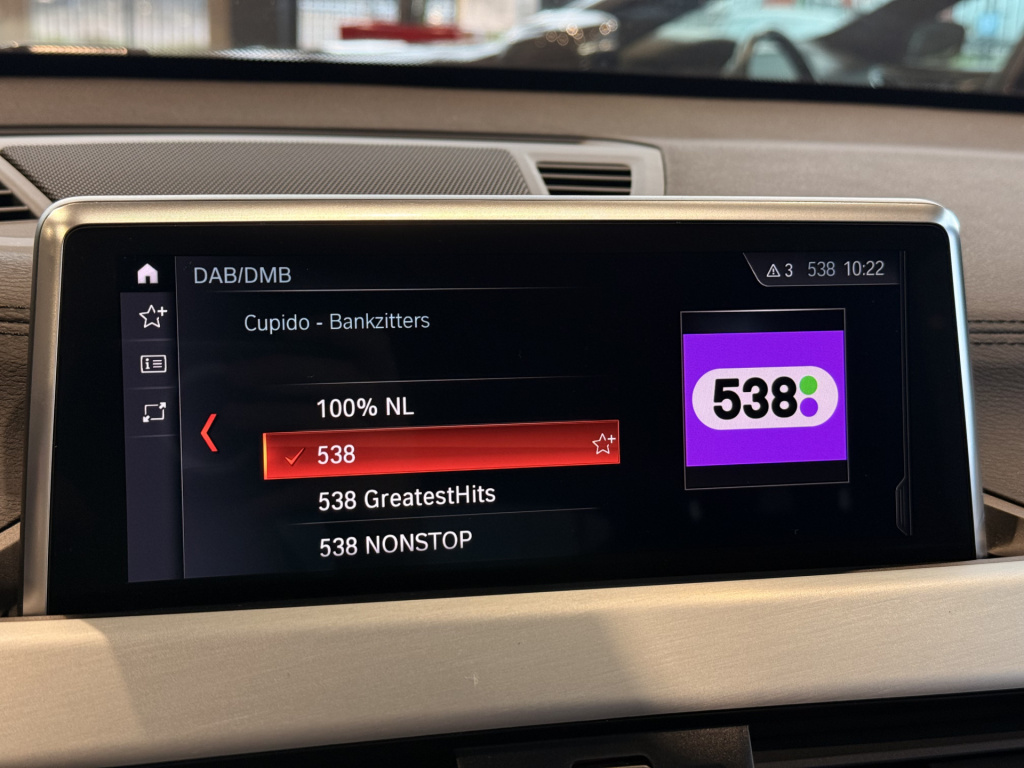 DAB/DMB
3 538 10:22
Cupido - Bankzitters
100% NL
538
538 GreatestHits
538 NONSTOP
538